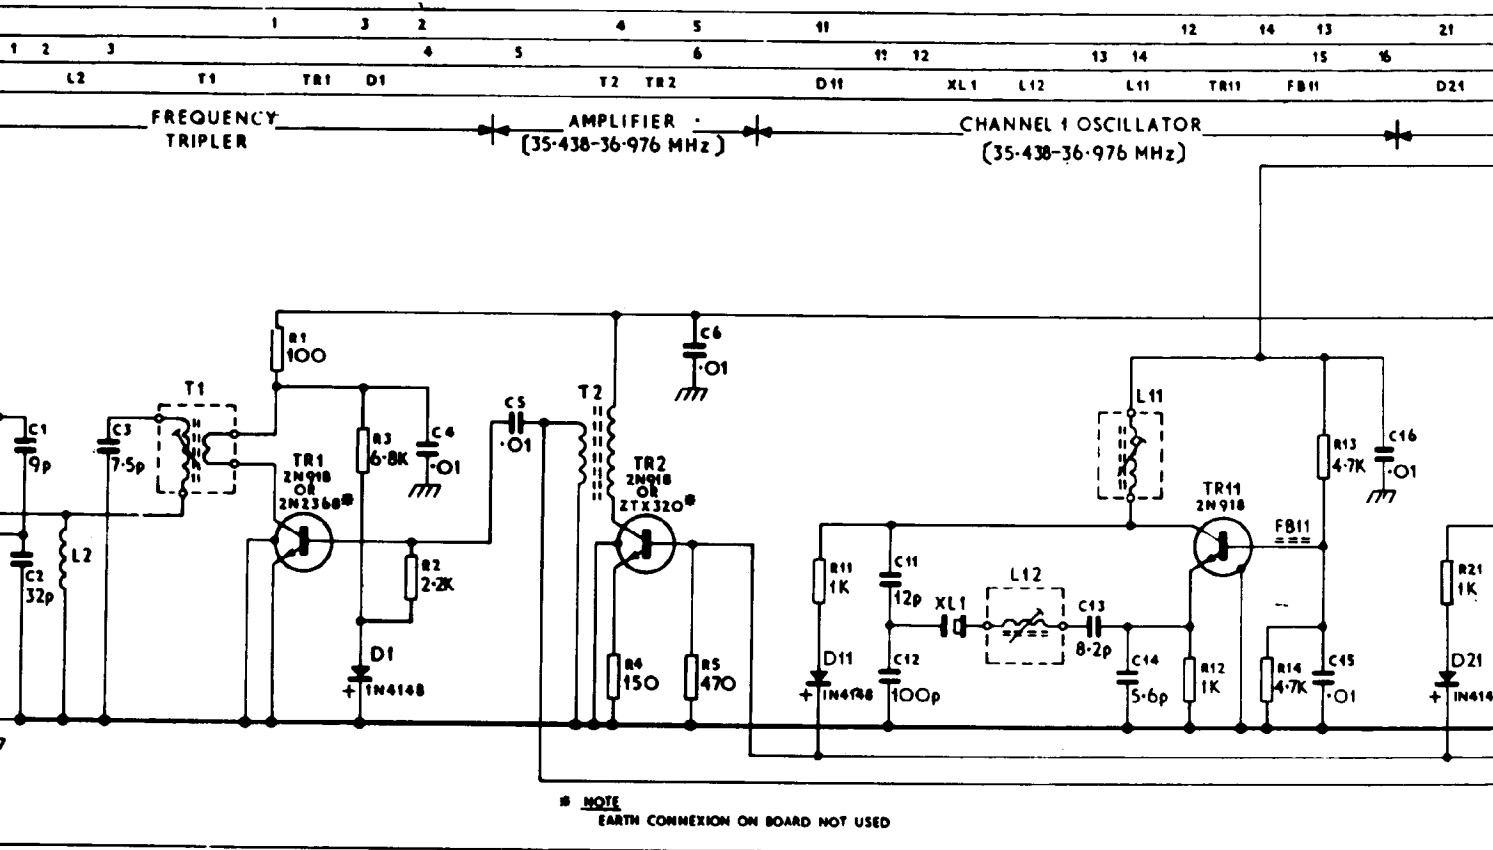 1 3 2 4 5 11 12 14 13 21
1 2 3 4 5 6 11 12 13 14 15 16
L2 T1 TR1 D1 T2 TR2 D11 XL1 L12 L11 TR11 FB11 D21
FREQUENCY
TRIPLER
AMPLIFIER
(35·438-36·976 MHz)
CHANNEL 1 OSCILLATOR
(35·438-36·976 MHz)
R1
100
C6
·01
T1
C1
9p
C3
7·5p
TR1
2N918
OR
2N2368*
R3
6·8K
C4
·01
C5
·01
T2
TR2
2N918
OR
ZTX320*
L11
TR11
2N918
R13
4·7K
C16
·01
FB11
C2
32p
L2
R2
2·2K
R11
1K
C11
12p
XL1
L12
C13
8·2p
R21
1K
D1
+ 1N4148
R4
150
R5
470
D11
+ 1N4148
C12
100p
C14
5·6p
R12
1K
R14
4·7K
C15
·01
D21
+ 1N414
* NOTE
EARTH CONNEXION ON BOARD NOT USED